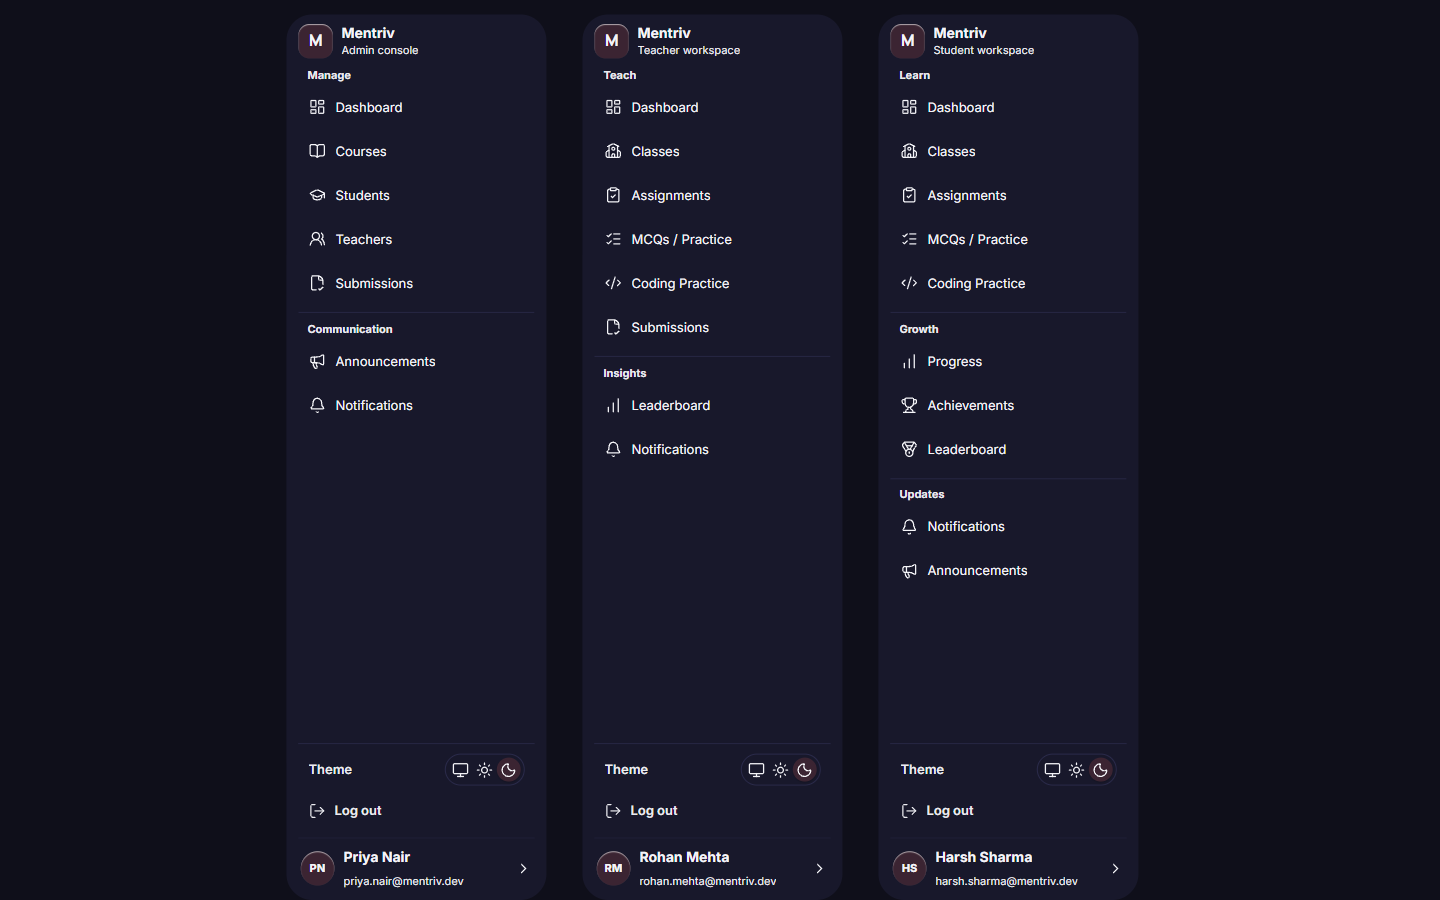 M
Mentriv
Admin console
Manage
Dashboard
Courses
Students
Teachers
Submissions
Communication
Announcements
Notifications
Theme
Log out
PN
Priya Nair
priya.nair@mentriv.dev
M
Mentriv
Teacher workspace
Teach
Dashboard
Classes
Assignments
MCQs / Practice
Coding Practice
Submissions
Insights
Leaderboard
Notifications
Theme
Log out
RM
Rohan Mehta
rohan.mehta@mentriv.dev
M
Mentriv
Student workspace
Learn
Dashboard
Classes
Assignments
MCQs / Practice
Coding Practice
Growth
Progress
Achievements
Leaderboard
Updates
Notifications
Announcements
Theme
Log out
HS
Harsh Sharma
harsh.sharma@mentriv.dev